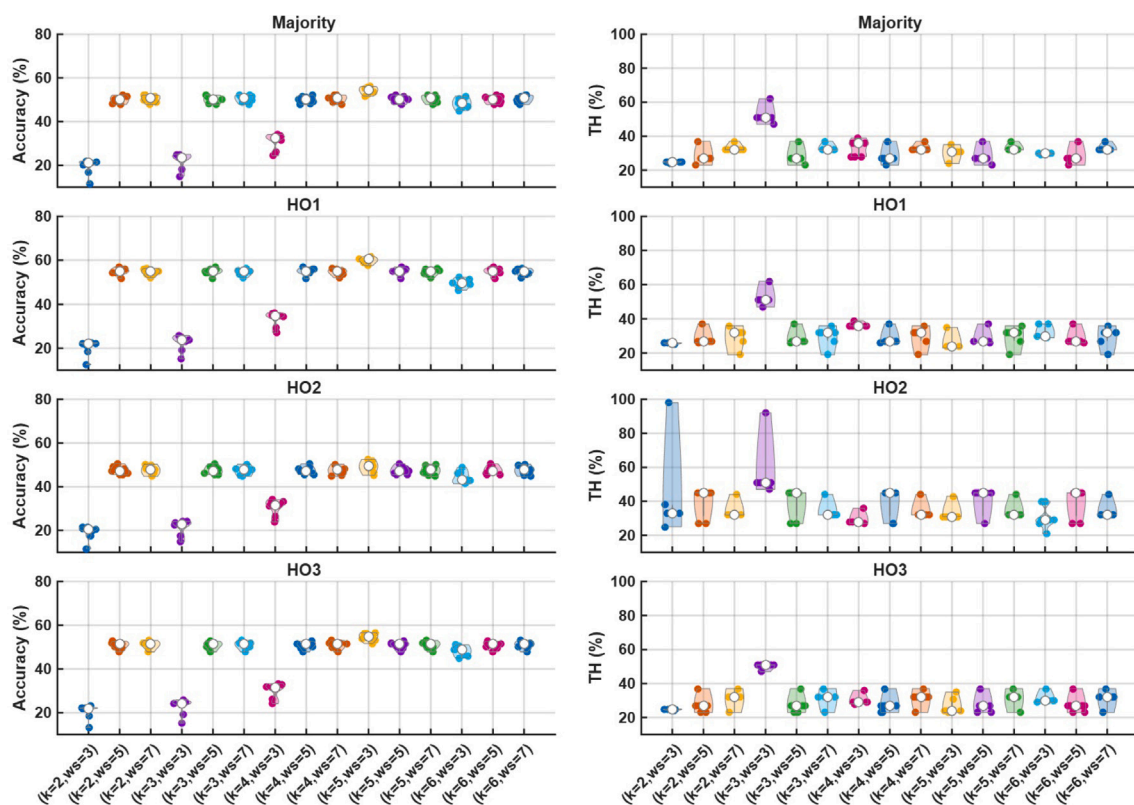 Majority
Accuracy (%)
80
60
40
20
HO1
Accuracy (%)
80
60
40
20
HO2
Accuracy (%)
80
60
40
20
HO3
Accuracy (%)
80
60
40
20
(k=2,ws=3)
(k=2,ws=5)
(k=2,ws=7)
(k=3,ws=3)
(k=3,ws=5)
(k=3,ws=7)
(k=4,ws=3)
(k=4,ws=5)
(k=4,ws=7)
(k=5,ws=3)
(k=5,ws=5)
(k=5,ws=7)
(k=6,ws=3)
(k=6,ws=5)
(k=6,ws=7)
Majority
TH (%)
100
80
60
40
20
HO1
TH (%)
100
80
60
40
20
HO2
TH (%)
100
80
60
40
20
HO3
TH (%)
100
80
60
40
20
(k=2,ws=3)
(k=2,ws=5)
(k=2,ws=7)
(k=3,ws=3)
(k=3,ws=5)
(k=3,ws=7)
(k=4,ws=3)
(k=4,ws=5)
(k=4,ws=7)
(k=5,ws=3)
(k=5,ws=5)
(k=5,ws=7)
(k=6,ws=3)
(k=6,ws=5)
(k=6,ws=7)